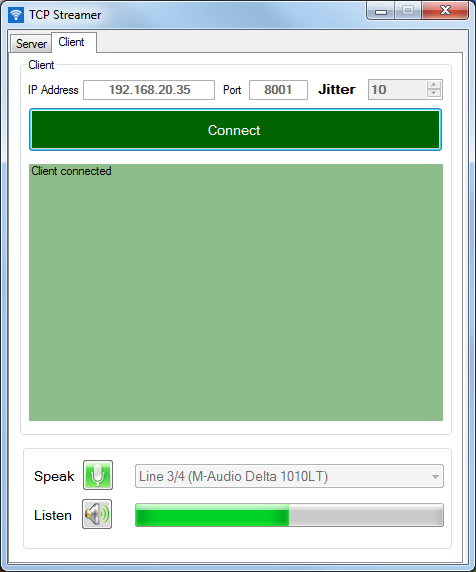 TCP Streamer
Server Client
Client
IP Address 192.168.20.35 Port 8001 Jitter 10
Connect
Client connected
Speak Line 3/4 (M-Audio Delta 1010LT)
Listen